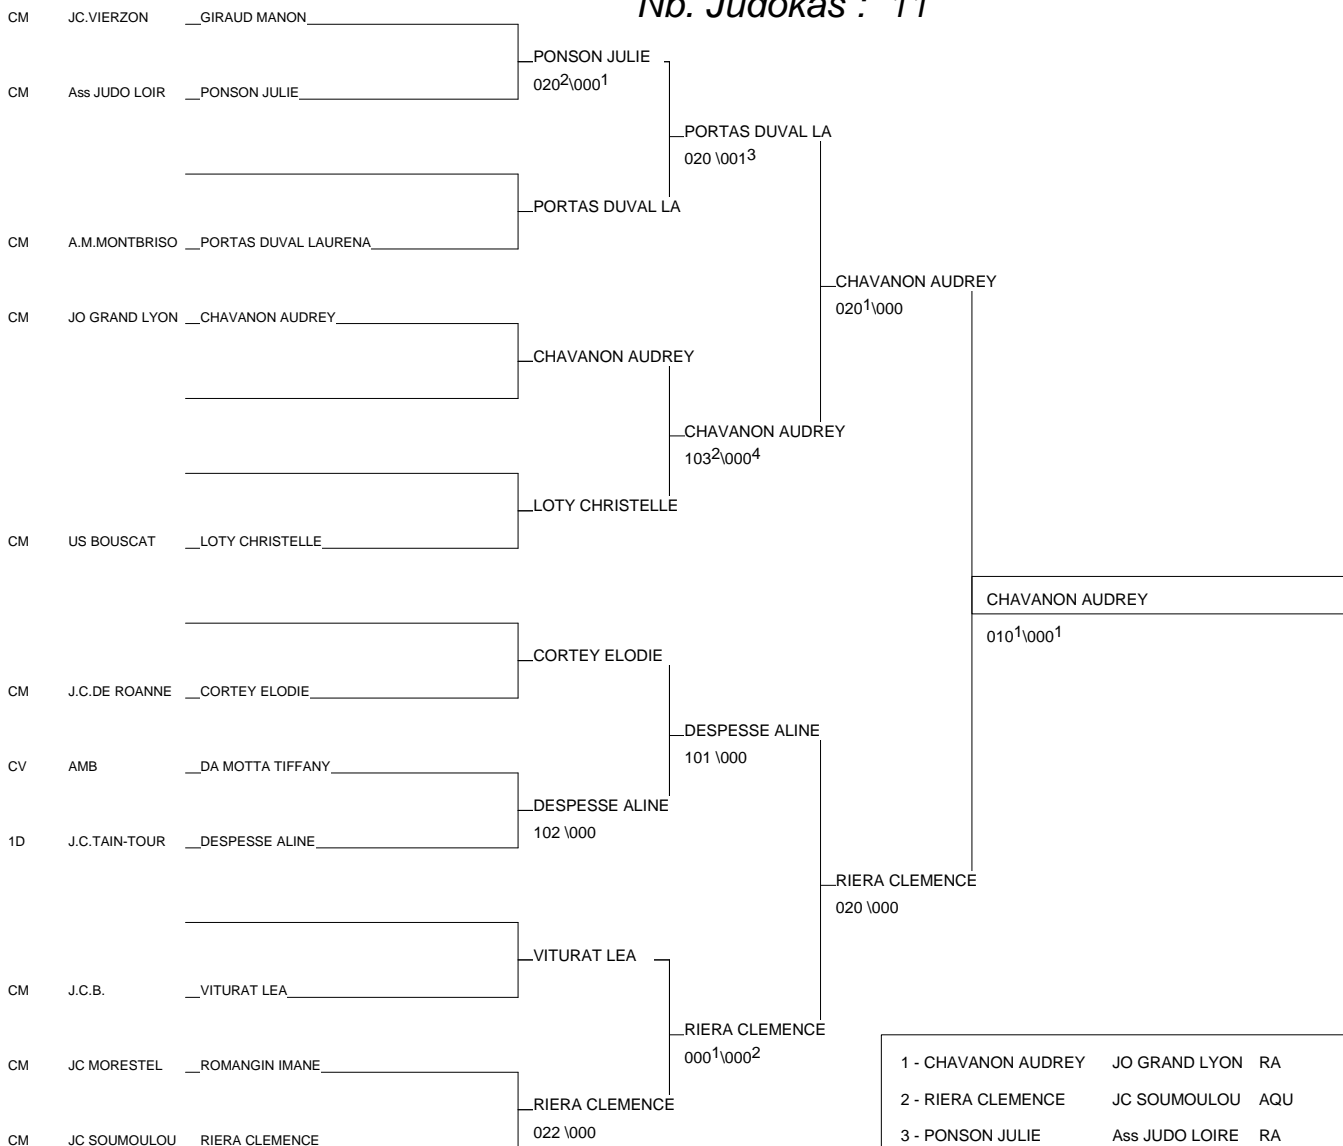 Nb. Judokas : 11
CM JC.VIERZON GIRAUD MANON
PONSON JULIE
020²\000¹
CM Ass JUDO LOIR PONSON JULIE
PORTAS DUVAL LA
020 \001³
PORTAS DUVAL LA
CM A.M.MONTBRISO PORTAS DUVAL LAURENA
CHAVANON AUDREY
020¹\000
CM JO GRAND LYON CHAVANON AUDREY
CHAVANON AUDREY
CHAVANON AUDREY
103²\000⁴
LOTY CHRISTELLE
CM US BOUSCAT LOTY CHRISTELLE
CHAVANON AUDREY
010¹\000¹
CORTEY ELODIE
CM J.C.DE ROANNE CORTEY ELODIE
DESPESSE ALINE
101 \000
CV AMB DA MOTTA TIFFANY
DESPESSE ALINE
102 \000
1D J.C.TAIN-TOUR DESPESSE ALINE
RIERA CLEMENCE
020 \000
VITURAT LEA
CM J.C.B. VITURAT LEA
RIERA CLEMENCE
000¹\000²
CM JC MORESTEL ROMANGIN IMANE
RIERA CLEMENCE
022 \000
CM JC SOUMOULOU RIERA CLEMENCE
1 - CHAVANON AUDREY JO GRAND LYON RA
2 - RIERA CLEMENCE JC SOUMOULOU AQU
3 - PONSON JULIE Ass JUDO LOIRE RA